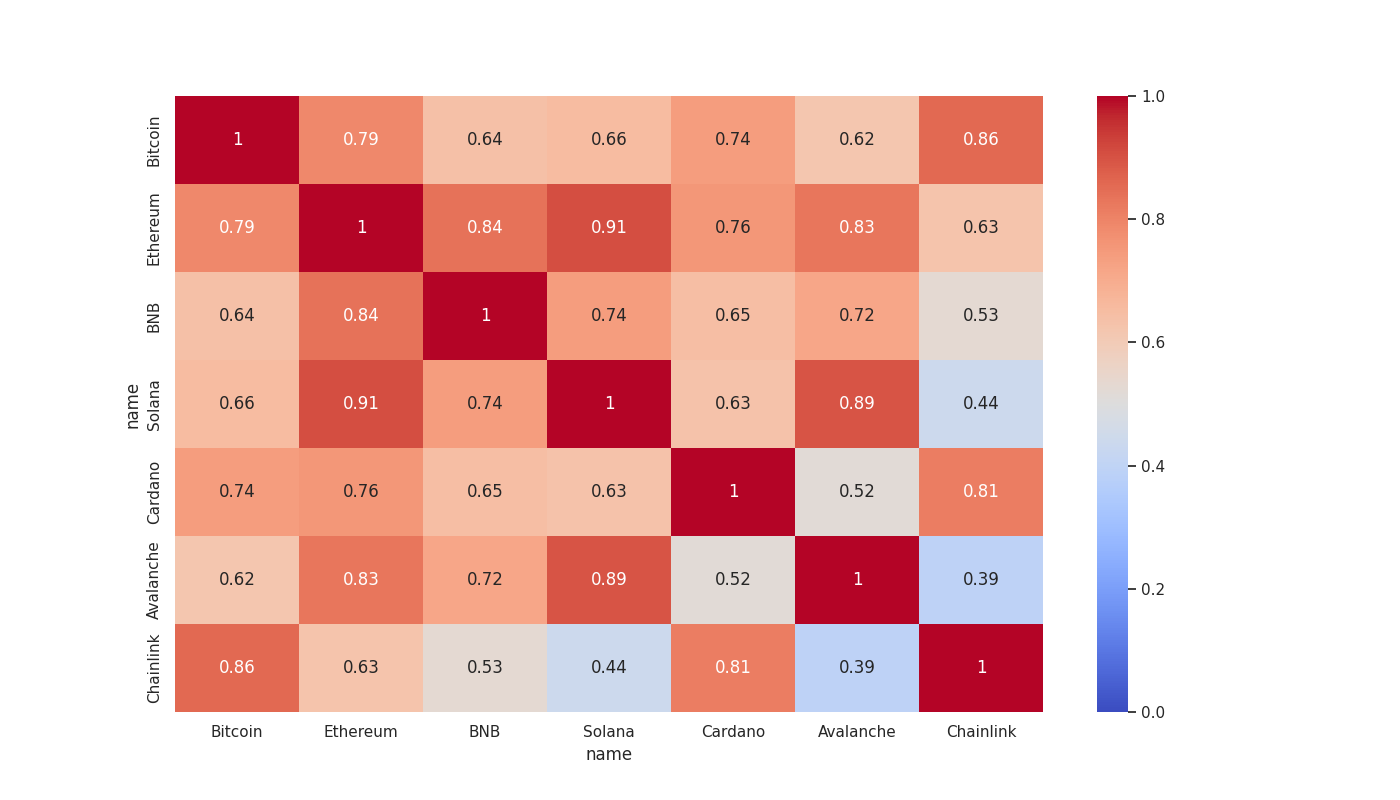 Bitcoin 1 0.79 0.64 0.66 0.74 0.62 0.86
Ethereum 0.79 1 0.84 0.91 0.76 0.83 0.63
BNB 0.64 0.84 1 0.74 0.65 0.72 0.53
Solana 0.66 0.91 0.74 1 0.63 0.89 0.44
Cardano 0.74 0.76 0.65 0.63 1 0.52 0.81
Avalanche 0.62 0.83 0.72 0.89 0.52 1 0.39
Chainlink 0.86 0.63 0.53 0.44 0.81 0.39 1
name
Bitcoin Ethereum BNB Solana Cardano Avalanche Chainlink
name
1.0
0.8
0.6
0.4
0.2
0.0